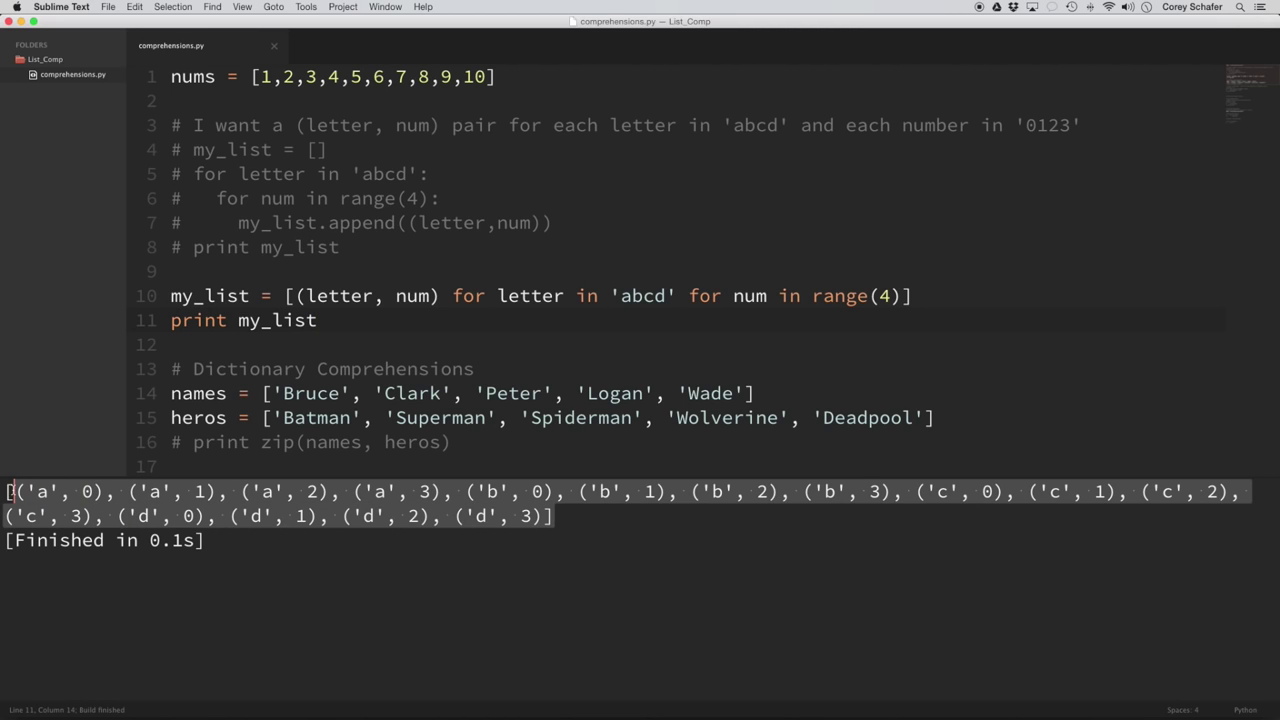 Sublime Text File Edit Selection Find View Goto Tools Project Window Help Corey Schafer
comprehensions.py — List_Comp
FOLDERS
List_Comp
comprehensions.py
comprehensions.py
1 nums = [1,2,3,4,5,6,7,8,9,10]
2
3 # I want a (letter, num) pair for each letter in 'abcd' and each number in '0123'
4 # my_list = []
5 # for letter in 'abcd':
6 #   for num in range(4):
7 #     my_list.append((letter,num))
8 # print my_list
9
10 my_list = [(letter, num) for letter in 'abcd' for num in range(4)]
11 print my_list
12
13 # Dictionary Comprehensions
14 names = ['Bruce', 'Clark', 'Peter', 'Logan', 'Wade']
15 heros = ['Batman', 'Superman', 'Spiderman', 'Wolverine', 'Deadpool']
16 # print zip(names, heros)
17
[('a', 0), ('a', 1), ('a', 2), ('a', 3), ('b', 0), ('b', 1), ('b', 2), ('b', 3), ('c', 0), ('c', 1), ('c', 2),
('c', 3), ('d', 0), ('d', 1), ('d', 2), ('d', 3)]
[Finished in 0.1s]
Line 11, Column 14; Build finished Spaces: 4 Python